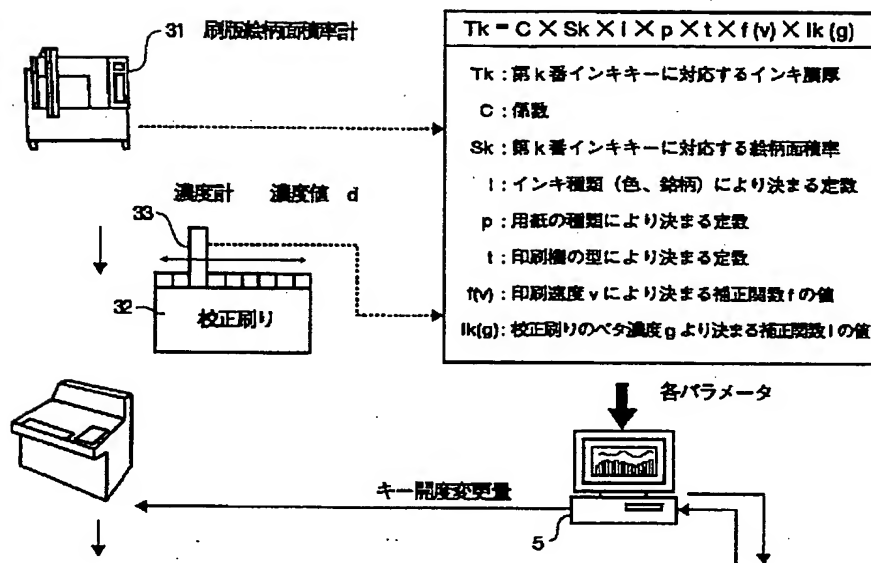 31 刷版絵柄面積率計
Tk = C × Sk × i × p × t × f(v) × lk(g)
Tk : 第k番インキキーに対応するインキ膜厚
C : 係数
Sk : 第k番インキキーに対応する絵柄面積率
i : インキ種類（色、銘柄）により決まる定数
p : 用紙の種類により決まる定数
t : 印刷機の型により決まる定数
f(v) : 印刷速度vにより決まる補正関数fの値
lk(g) : 校正刷りのベタ濃度gより決まる補正関数lの値
濃度計 濃度値 d
33
32
校正刷り
各パラメータ
キー開度変更量
5